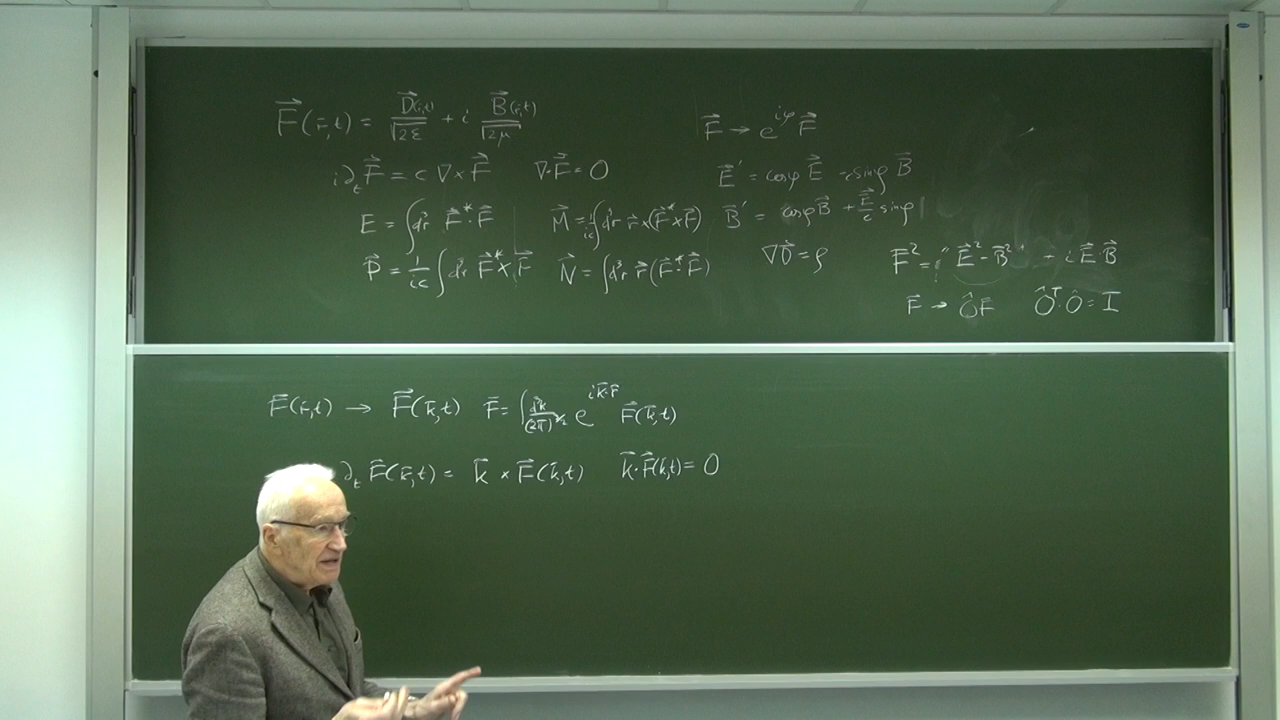 F⃗(r⃗,t) = D⃗(r,t)/√2ε + i B⃗(r,t)/√2μ
i∂ₜF⃗ = c ∇×F⃗   ∇·F⃗ = 0
E = ∫d³r F⃗*·F⃗   M⃗ = 1/ic ∫d³r r×(F⃗*×F⃗)
P⃗ = 1/ic ∫d³r F⃗*×F⃗   N⃗ = ∫d³r r⃗(F⃗*·F⃗)
F⃗ → e^{iφ} F⃗
E⃗' = cosφ E⃗ - c sinφ B⃗
B⃗' = cosφ B⃗ + E⃗/c sinφ
∇D⃗ = ρ
F⃗² = "E⃗² - B⃗²" + i E⃗·B⃗
F⃗ → ÔF⃗   Ô^T·Ô = I
F⃗(r⃗,t) → F⃗(k⃗,t)   F⃗ = ∫ d³k/(2π)^{3/2} e^{ik⃗·r⃗} F⃗(k⃗,t)
∂ₜF⃗(k⃗,t) = k⃗ × F⃗(k⃗,t)   k⃗·F⃗(k⃗,t) = 0